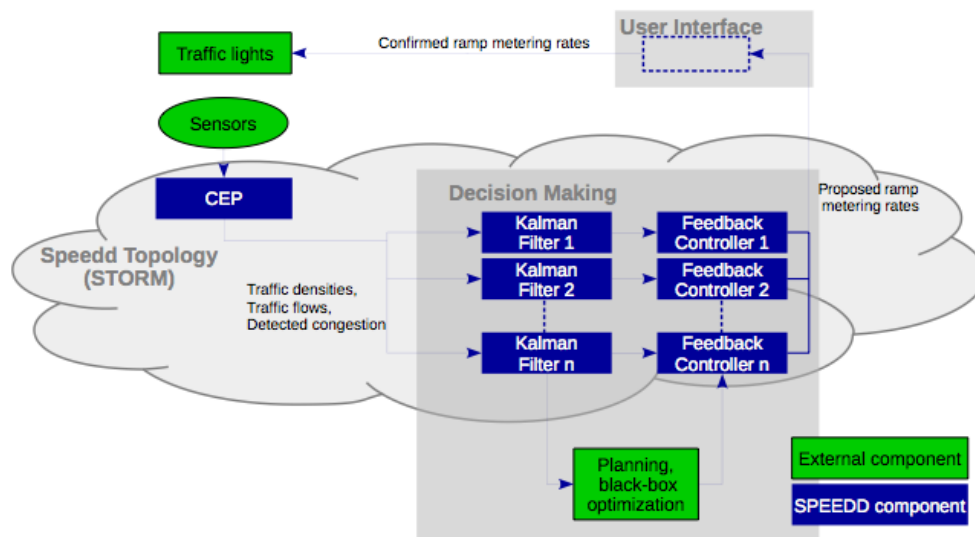 User Interface
Confirmed ramp metering rates
Traffic lights
Sensors
CEP
Decision Making
Proposed ramp
metering rates
Kalman
Filter 1
Feedback
Controller 1
Speedd Topology
(STORM)
Kalman
Filter 2
Feedback
Controller 2
Traffic densities,
Traffic flows,
Detected congestion
Kalman
Filter n
Feedback
Controller n
Planning,
black-box
optimization
External component
SPEEDD component